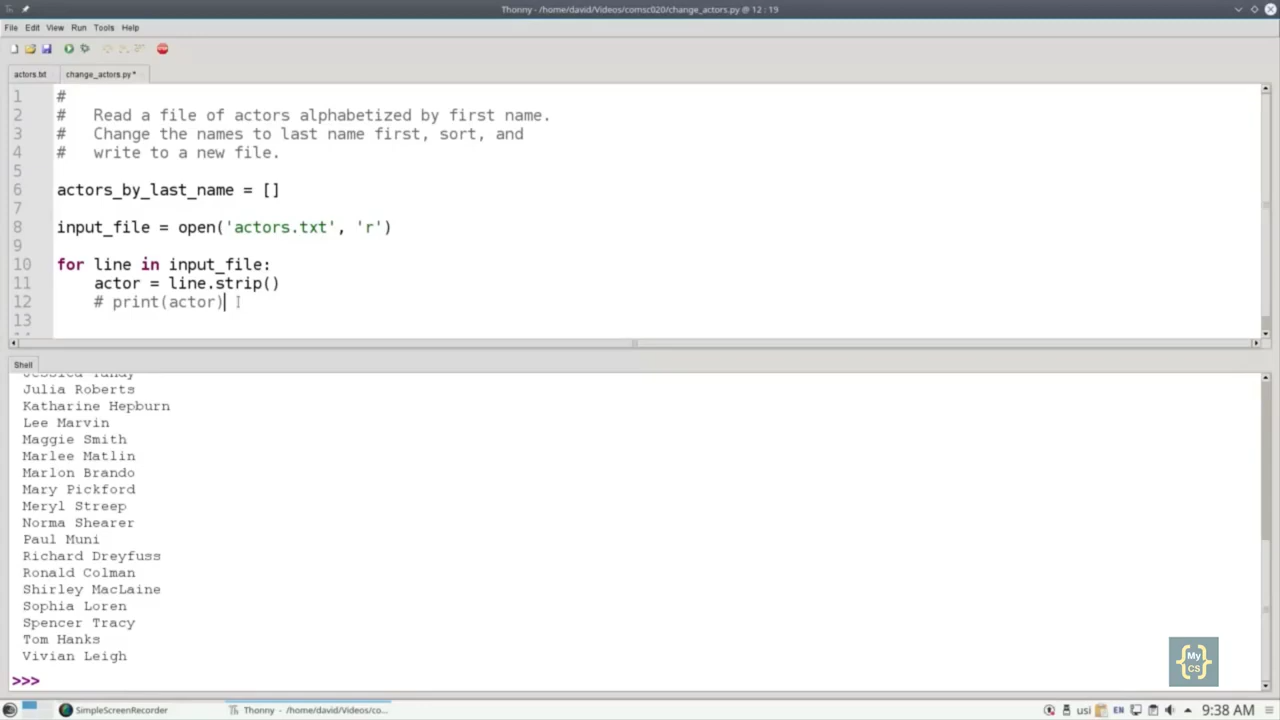 Thonny - /home/david/Videos/comsc020/change_actors.py @ 12 : 19
File Edit View Run Tools Help
actors.txt change_actors.py *
1 #
2 # Read a file of actors alphabetized by first name.
3 # Change the names to last name first, sort, and
4 # write to a new file.
5
6 actors_by_last_name = []
7
8 input_file = open('actors.txt', 'r')
9
10 for line in input_file:
11 actor = line.strip()
12 # print(actor)
13
Shell
Jessica Tandy
Julia Roberts
Katharine Hepburn
Lee Marvin
Maggie Smith
Marlee Matlin
Marlon Brando
Mary Pickford
Meryl Streep
Norma Shearer
Paul Muni
Richard Dreyfuss
Ronald Colman
Shirley MacLaine
Sophia Loren
Spencer Tracy
Tom Hanks
Vivian Leigh
>>>
{My}
CS
SimpleScreenRecorder Thonny - /home/david/Videos/co... usi EN 9:38 AM